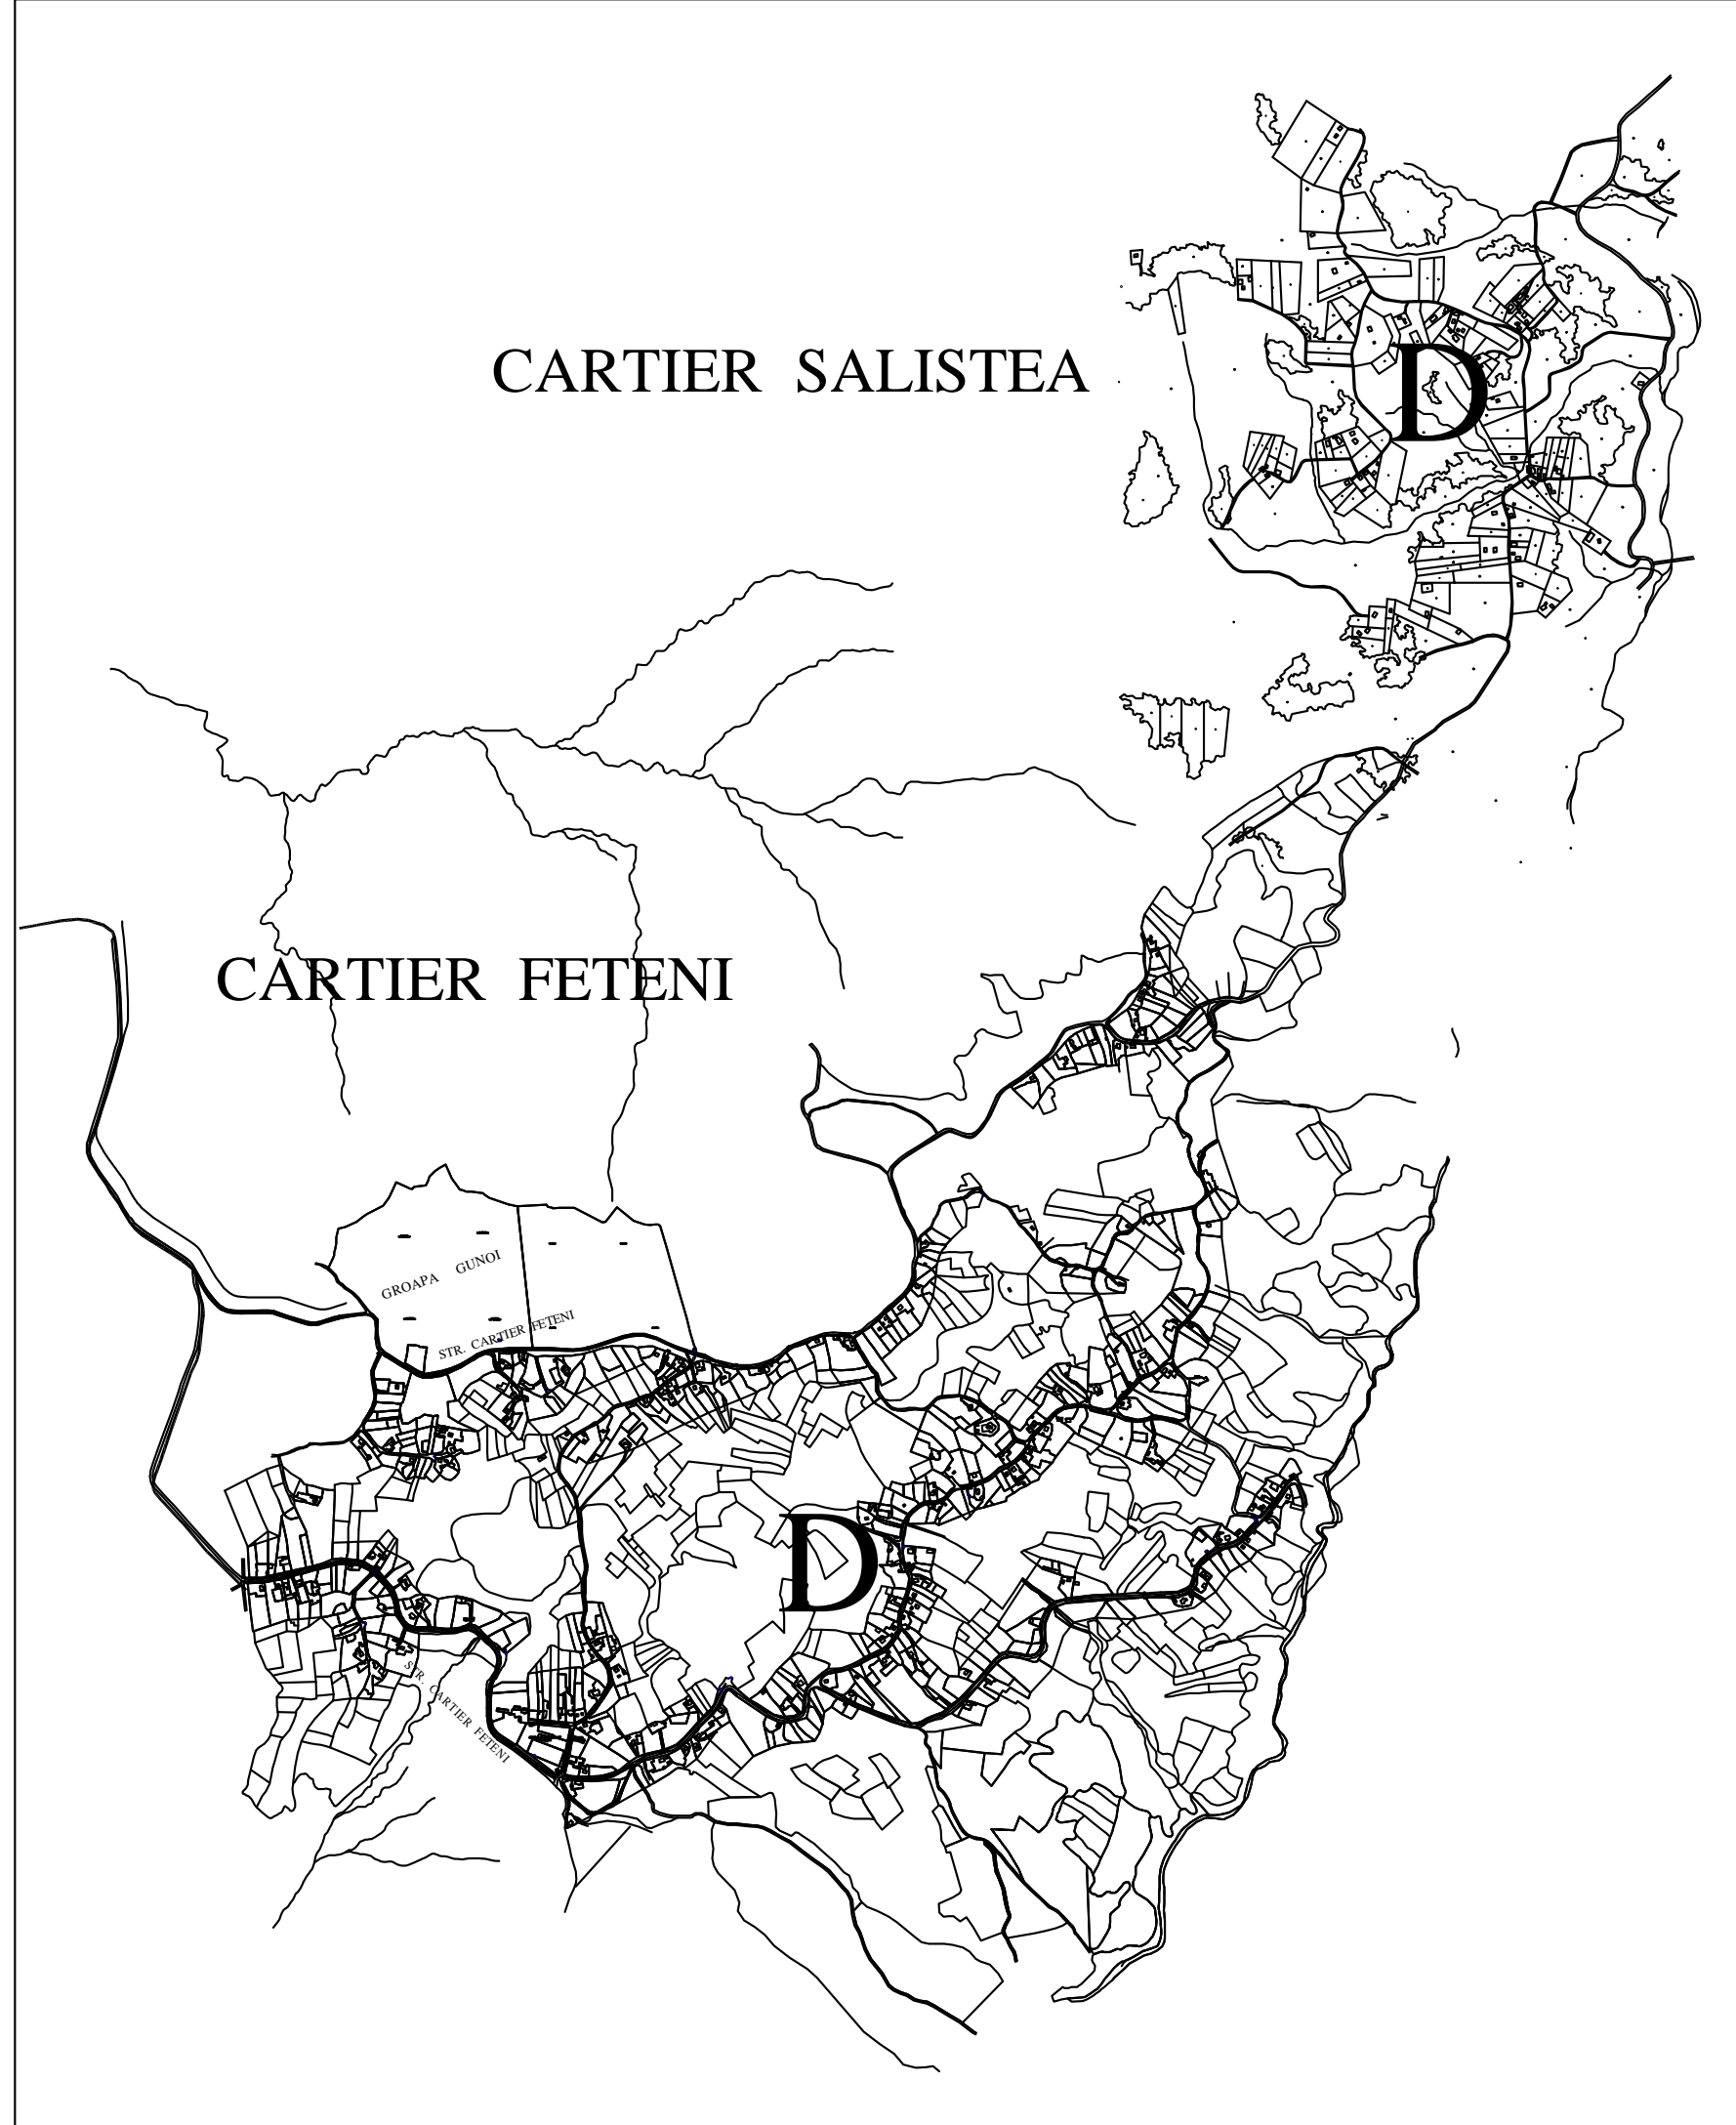 CARTIER SALISTEA
D
CARTIER FETENI
GROAPA GUNOI
STR. CARTIER FETENI
D
STR. CARTIER FETENI